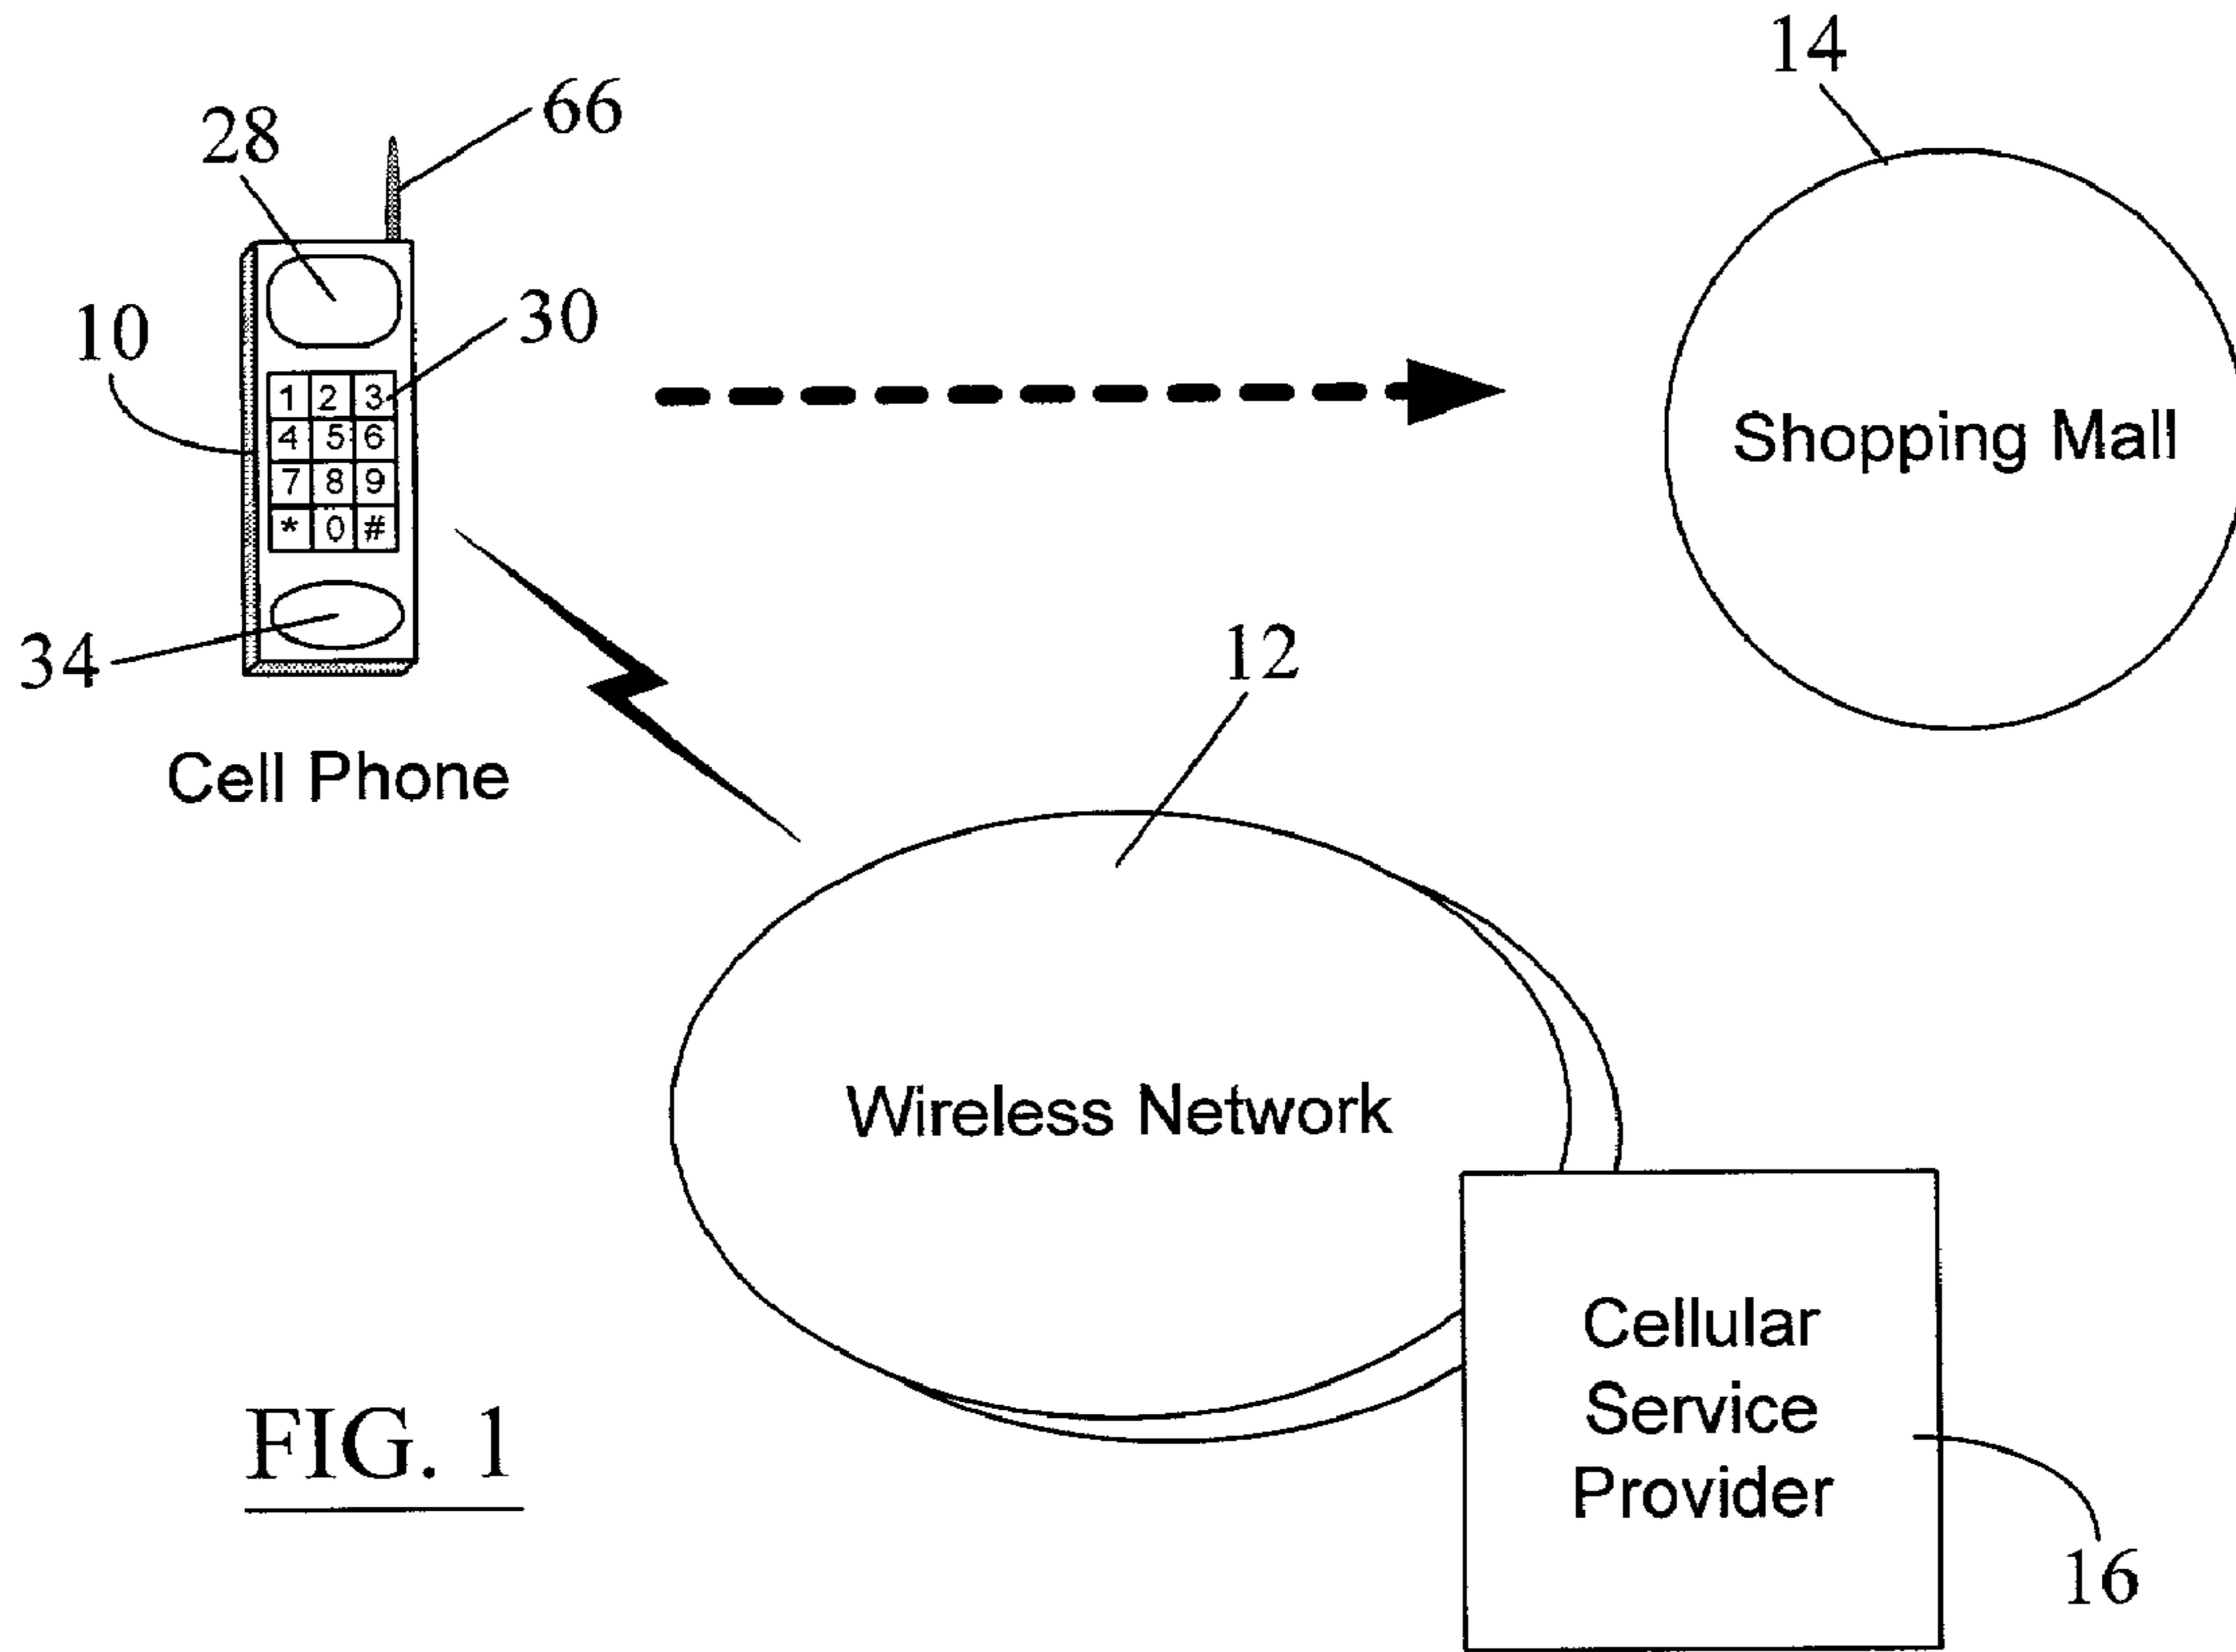 14
66
28
30
10
1 2 3
4 5 6
7 8 9
* 0 #
34
Shopping Mall
Cell Phone
12
Wireless Network
Cellular
Service
Provider
16
FIG. 1